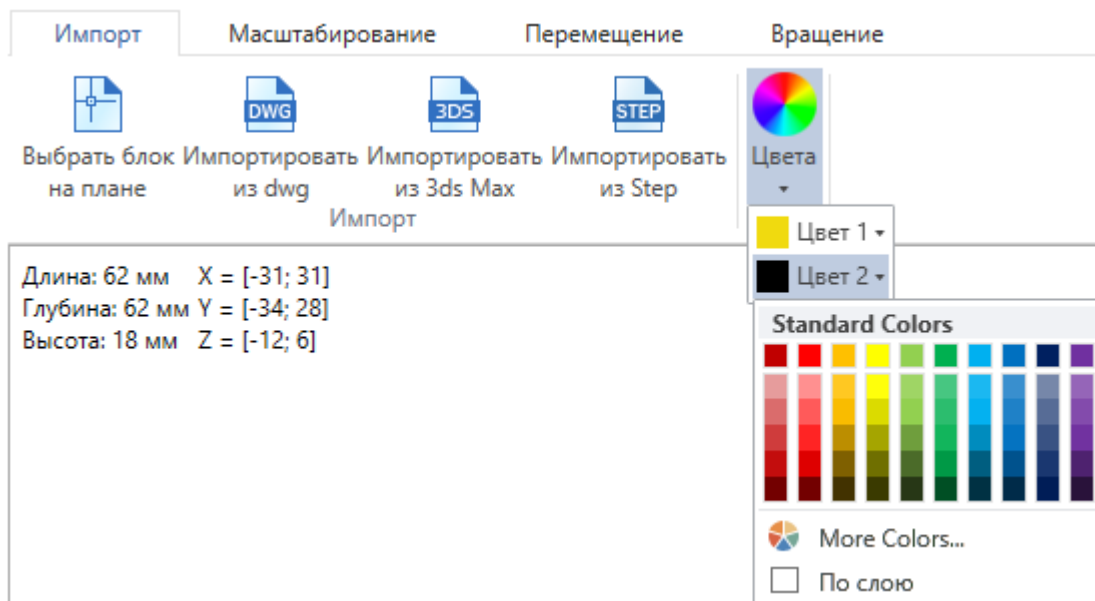 Импорт Масштабирование Перемещение Вращение
DWG 3DS STEP
Выбрать блок Импортировать Импортировать Импортировать Цвета
на плане из dwg из 3ds Max из Step
Импорт
Цвет 1
Цвет 2
Длина: 62 мм X = [-31; 31]
Глубина: 62 мм Y = [-34; 28]
Высота: 18 мм Z = [-12; 6]
Standard Colors
More Colors...
По слою